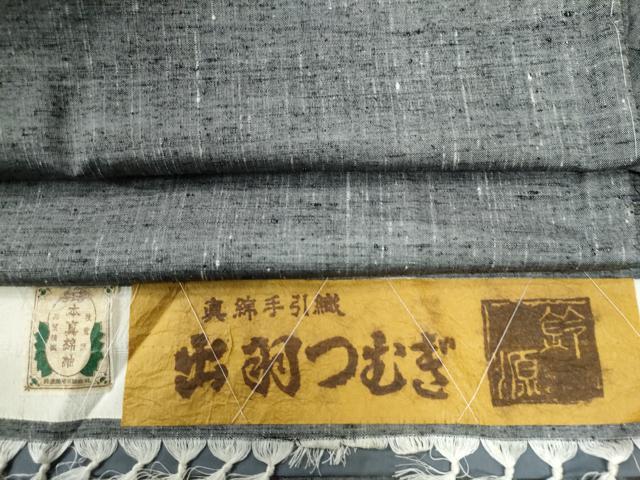 本真綿紬
真綿手引織
出羽つむぎ
鈴
源